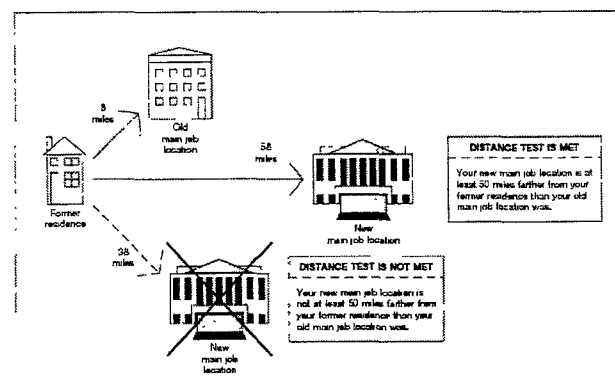 3
miles
Old
main job
location
58
miles
Former
residence
New
main job location
DISTANCE TEST IS MET
Your new main job location is at
least 50 miles farther from your
former residence than your old
main job location was.
38
miles
New
main job
location
DISTANCE TEST IS NOT MET
Your new main job location is
not at least 50 miles farther from
your former residence than your
old main job location was.